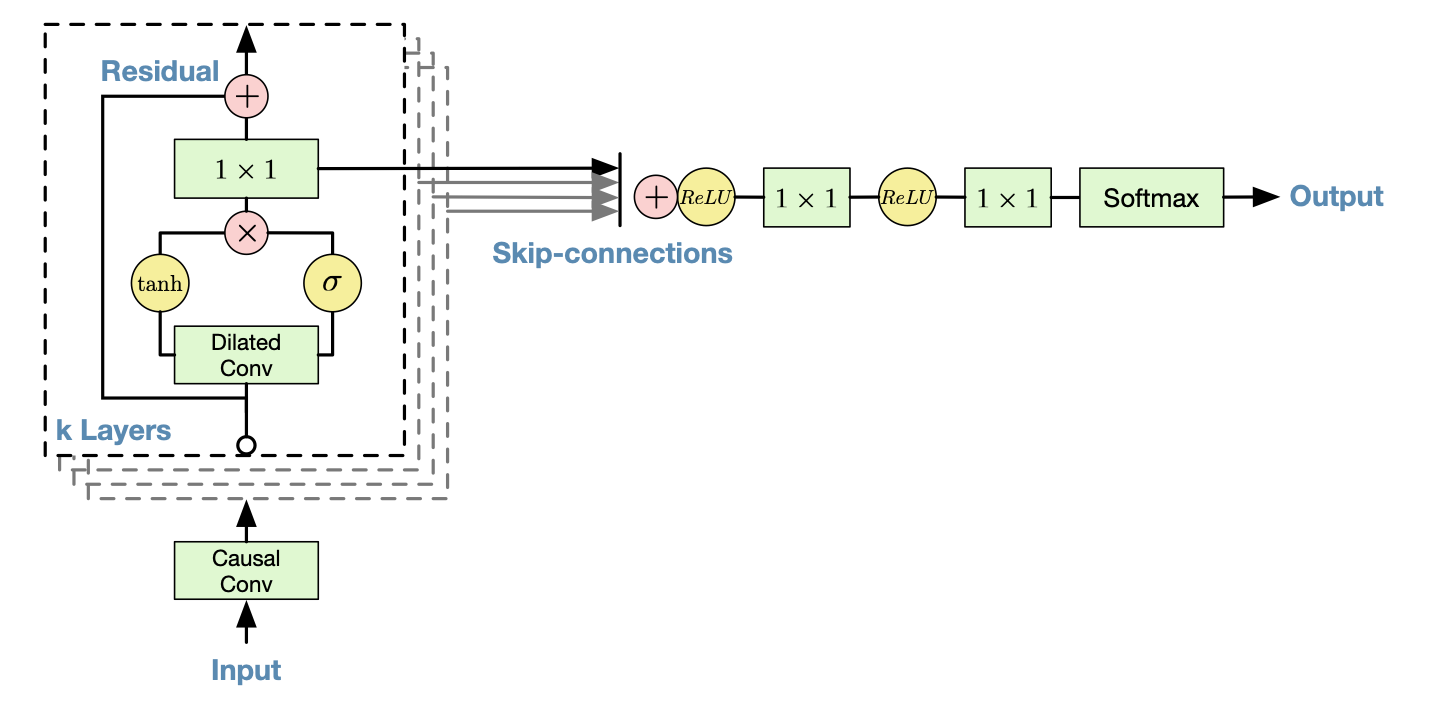 Residual
+
1 × 1
×
tanh
σ
Dilated
Conv
k Layers
Causal
Conv
Input
Skip-connections
+
ReLU
1 × 1
ReLU
1 × 1
Softmax
Output